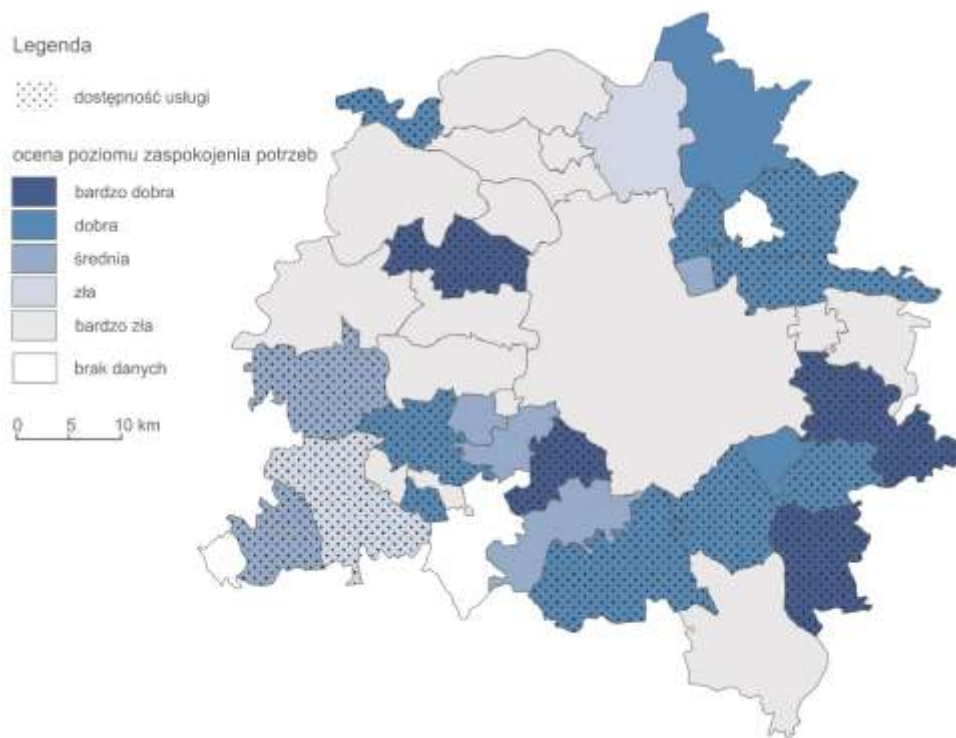 Legenda
dostępność usługi
ocena poziomu zaspokojenia potrzeb
bardzo dobra
dobra
średnia
zła
bardzo zła
brak danych
0 5 10 km